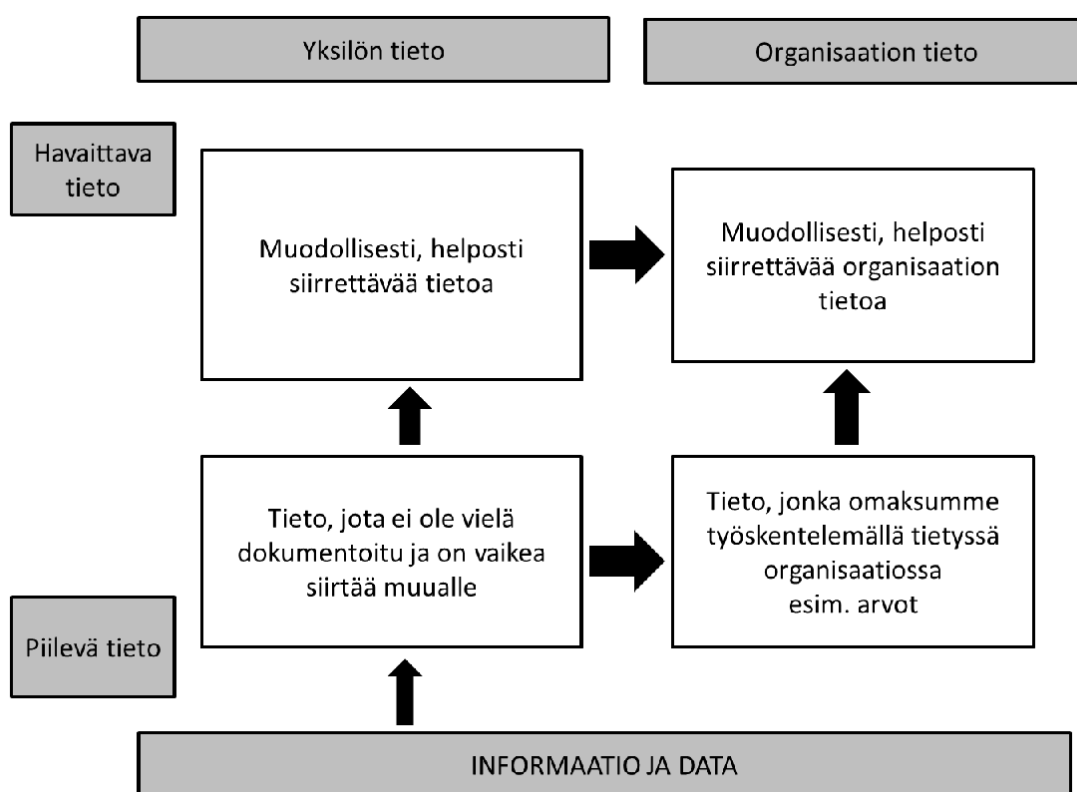 Yksilön tieto
Organisaation tieto
Havaittava
tieto
Muodollisesti, helposti
siirrettävää tietoa
Muodollisesti, helposti
siirrettävää organisaation
tietoa
Tieto, jota ei ole vielä
dokumentoitu ja on vaikea
siirtää muualle
Tieto, jonka omaksumme
työskentelemällä tietyssä
organisaatiossa
esim. arvot
Piilevä tieto
INFORMAATIO JA DATA